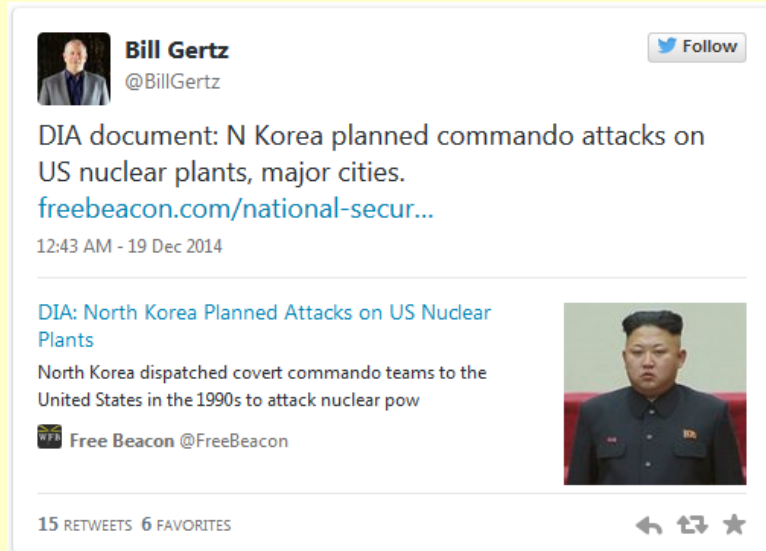 Bill Gertz
@BillGertz
Follow
DIA document: N Korea planned commando attacks on
US nuclear plants, major cities.
freebeacon.com/national-secur...
12:43 AM - 19 Dec 2014
DIA: North Korea Planned Attacks on US Nuclear
Plants
North Korea dispatched covert commando teams to the
United States in the 1990s to attack nuclear pow
WFB
Free Beacon @FreeBeacon
15 RETWEETS 6 FAVORITES